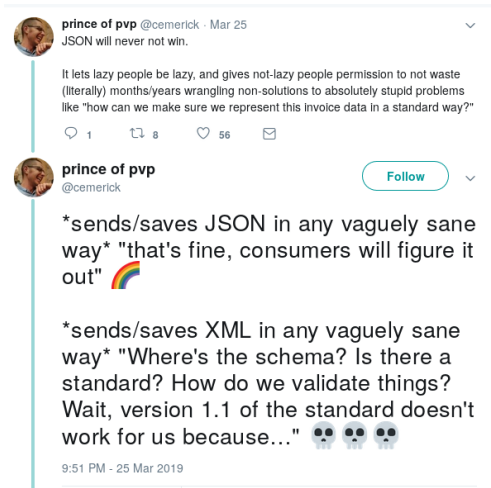 prince of pvp @cemerick · Mar 25
JSON will never not win.
It lets lazy people be lazy, and gives not-lazy people permission to not waste
(literally) months/years wrangling non-solutions to absolutely stupid problems
like "how can we make sure we represent this invoice data in a standard way?"
1 8 56
prince of pvp
@cemerick
Follow
*sends/saves JSON in any vaguely sane
way* "that's fine, consumers will figure it
out" 🌈
*sends/saves XML in any vaguely sane
way* "Where's the schema? Is there a
standard? How do we validate things?
Wait, version 1.1 of the standard doesn't
work for us because…" 💀💀💀
9:51 PM - 25 Mar 2019